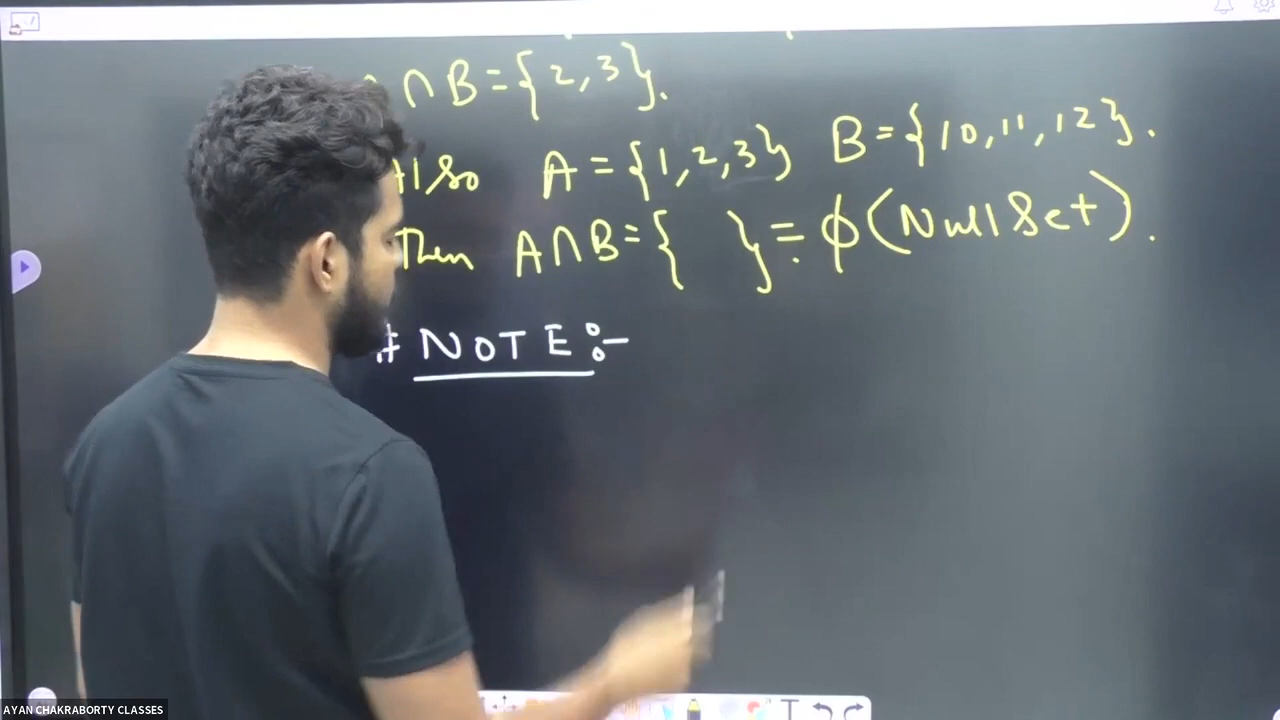 ∩ B = {2, 3}.
Also A = {1, 2, 3} B = {10, 11, 12}.
Then A ∩ B = { } = ϕ (Null Set).
# NOTE :-
AYAN CHAKRABORTY CLASSES